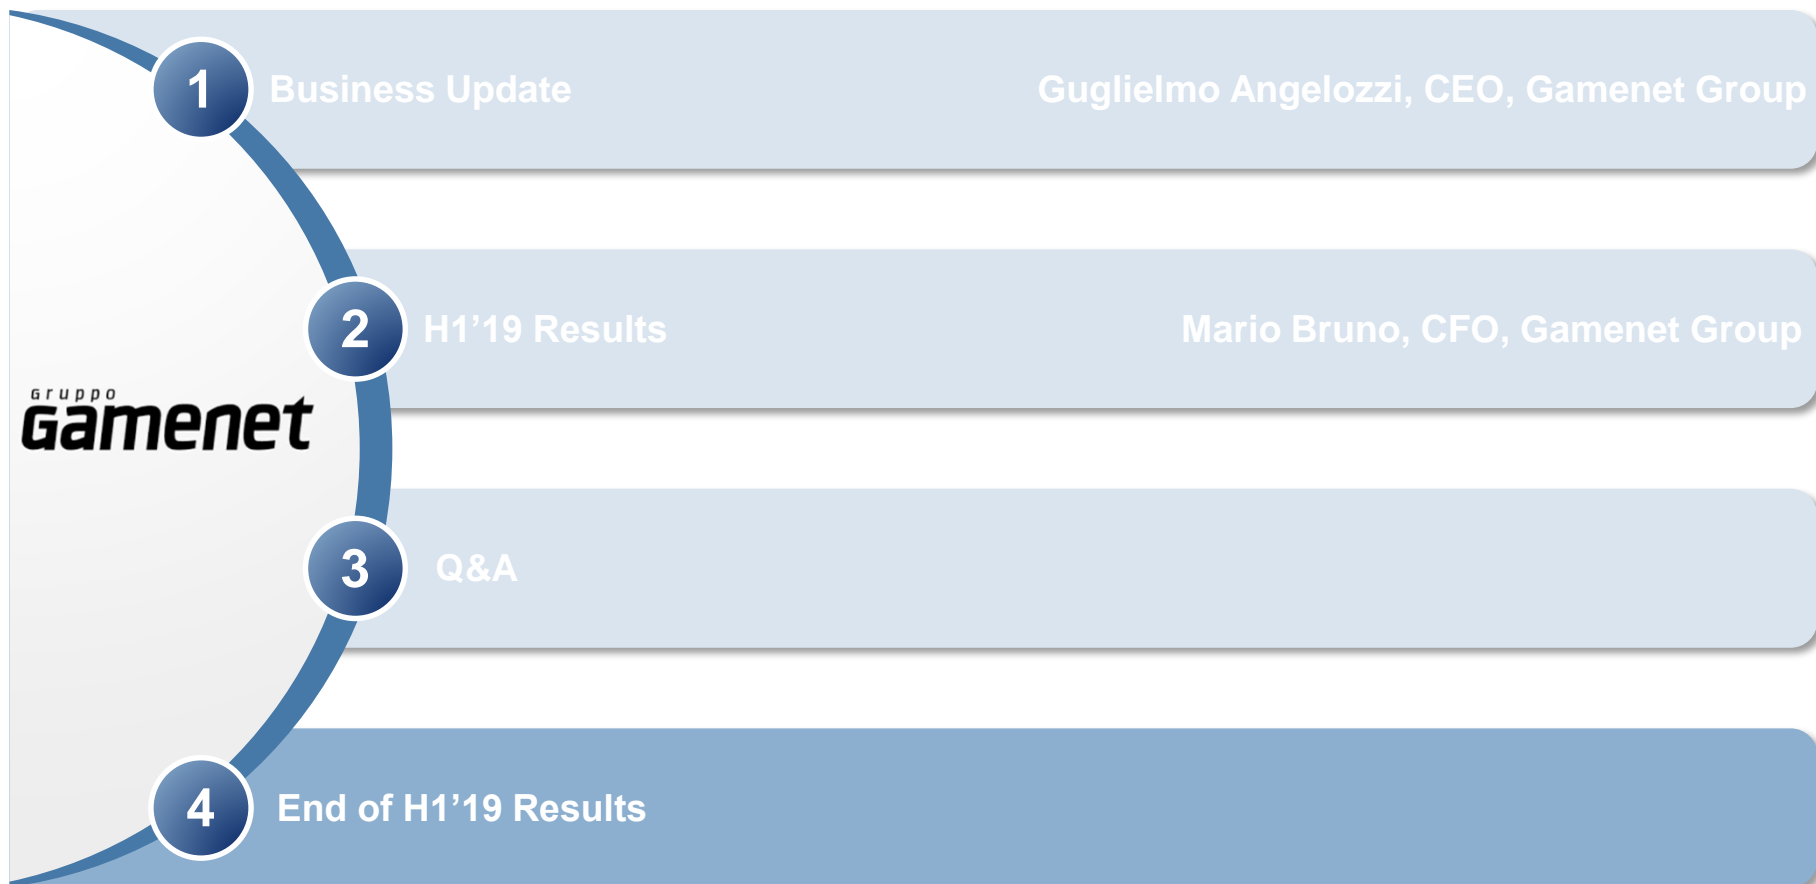 1 Business Update Guglielmo Angelozzi, CEO, Gamenet Group
2 H1’19 Results Mario Bruno, CFO, Gamenet Group
Gruppo
Gamenet
3 Q&A
4 End of H1’19 Results